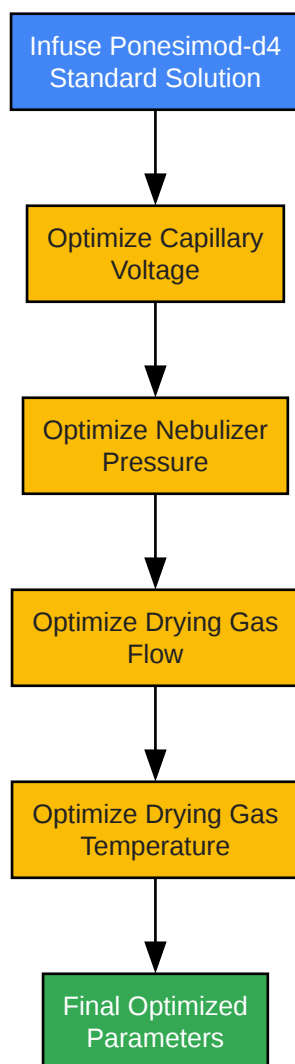 Infuse Ponesimod-d4
Standard Solution
Optimize Capillary
Voltage
Optimize Nebulizer
Pressure
Optimize Drying Gas
Flow
Optimize Drying Gas
Temperature
Final Optimized
Parameters